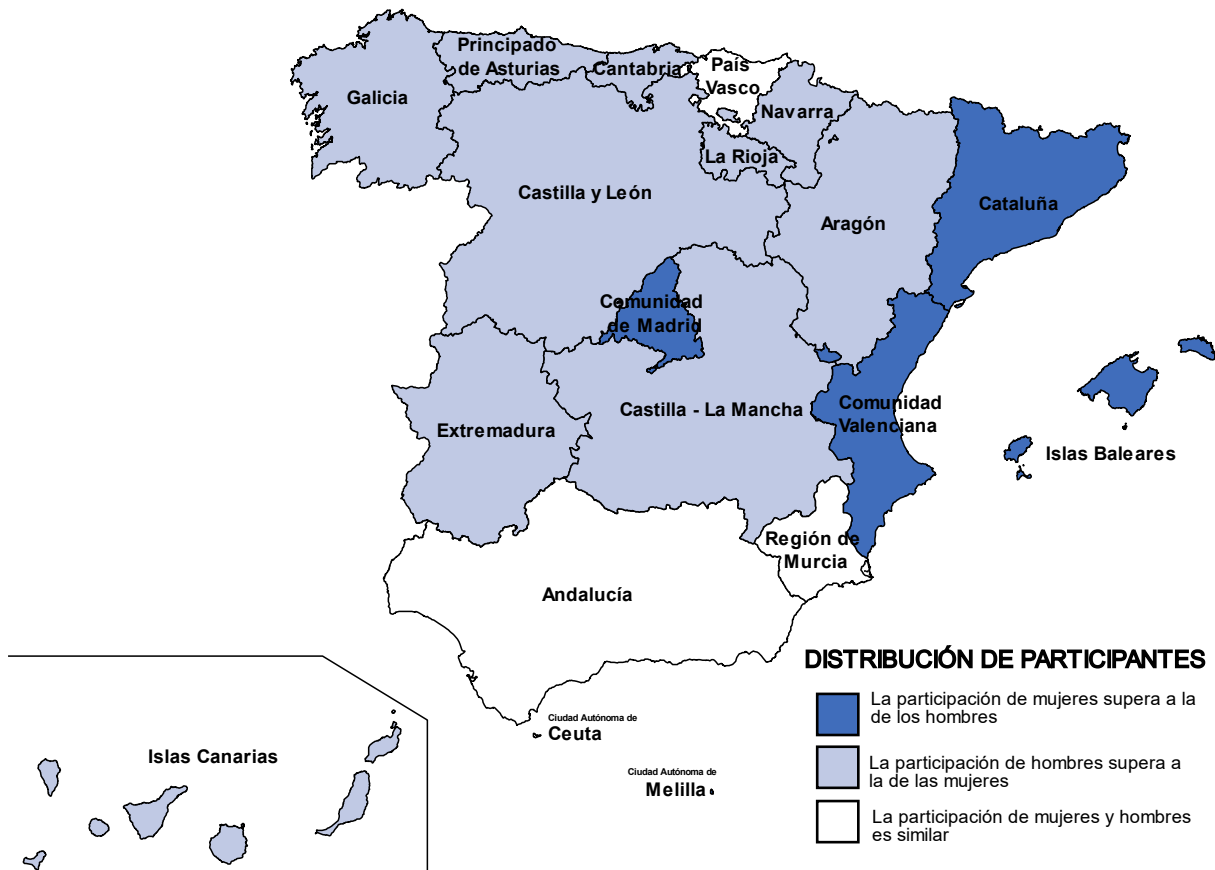 Principado
de Asturias
Cantabria
País
Vasco
Galicia
Navarra
La Rioja
Castilla y León
Cataluña
Aragón
Comunidad
de Madrid
Castilla - La Mancha
Comunidad
Valenciana
Extremadura
Islas Baleares
Región de
Murcia
Andalucía
DISTRIBUCIÓN DE PARTICIPANTES
La participación de mujeres supera a la
de los hombres
La participación de hombres supera a
la de las mujeres
La participación de mujeres y hombres
es similar
Ciudad Autónoma de
Ceuta
Islas Canarias
Ciudad Autónoma de
Melilla